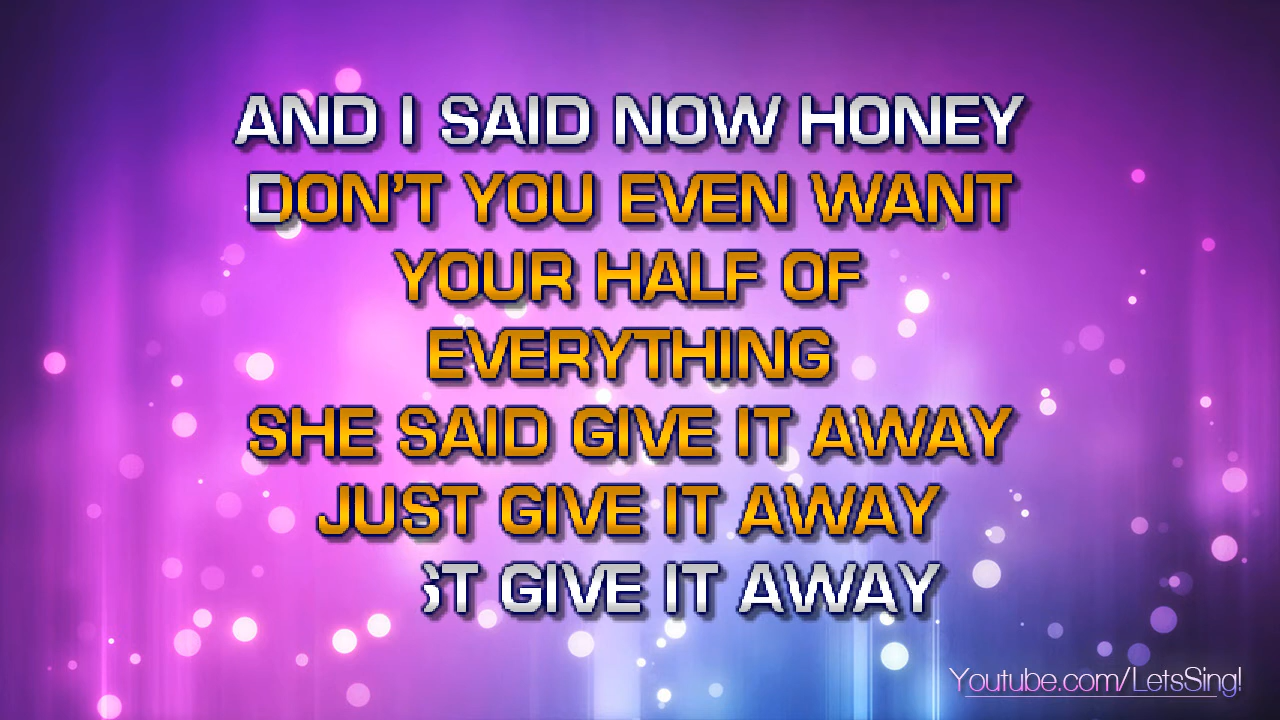 AND I SAID NOW HONEY
DON'T YOU EVEN WANT
YOUR HALF OF
EVERYTHING
SHE SAID GIVE IT AWAY
JUST GIVE IT AWAY
GIVE IT AWAY
Youtube.com/LetsSing!